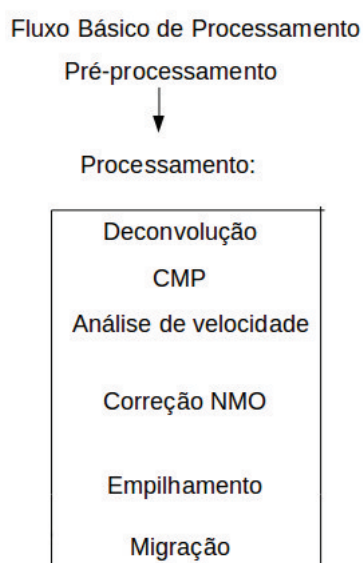 Fluxo Básico de Processamento
Pré-processamento
Processamento:
Deconvolução
CMP
Análise de velocidade
Correção NMO
Empilhamento
Migração